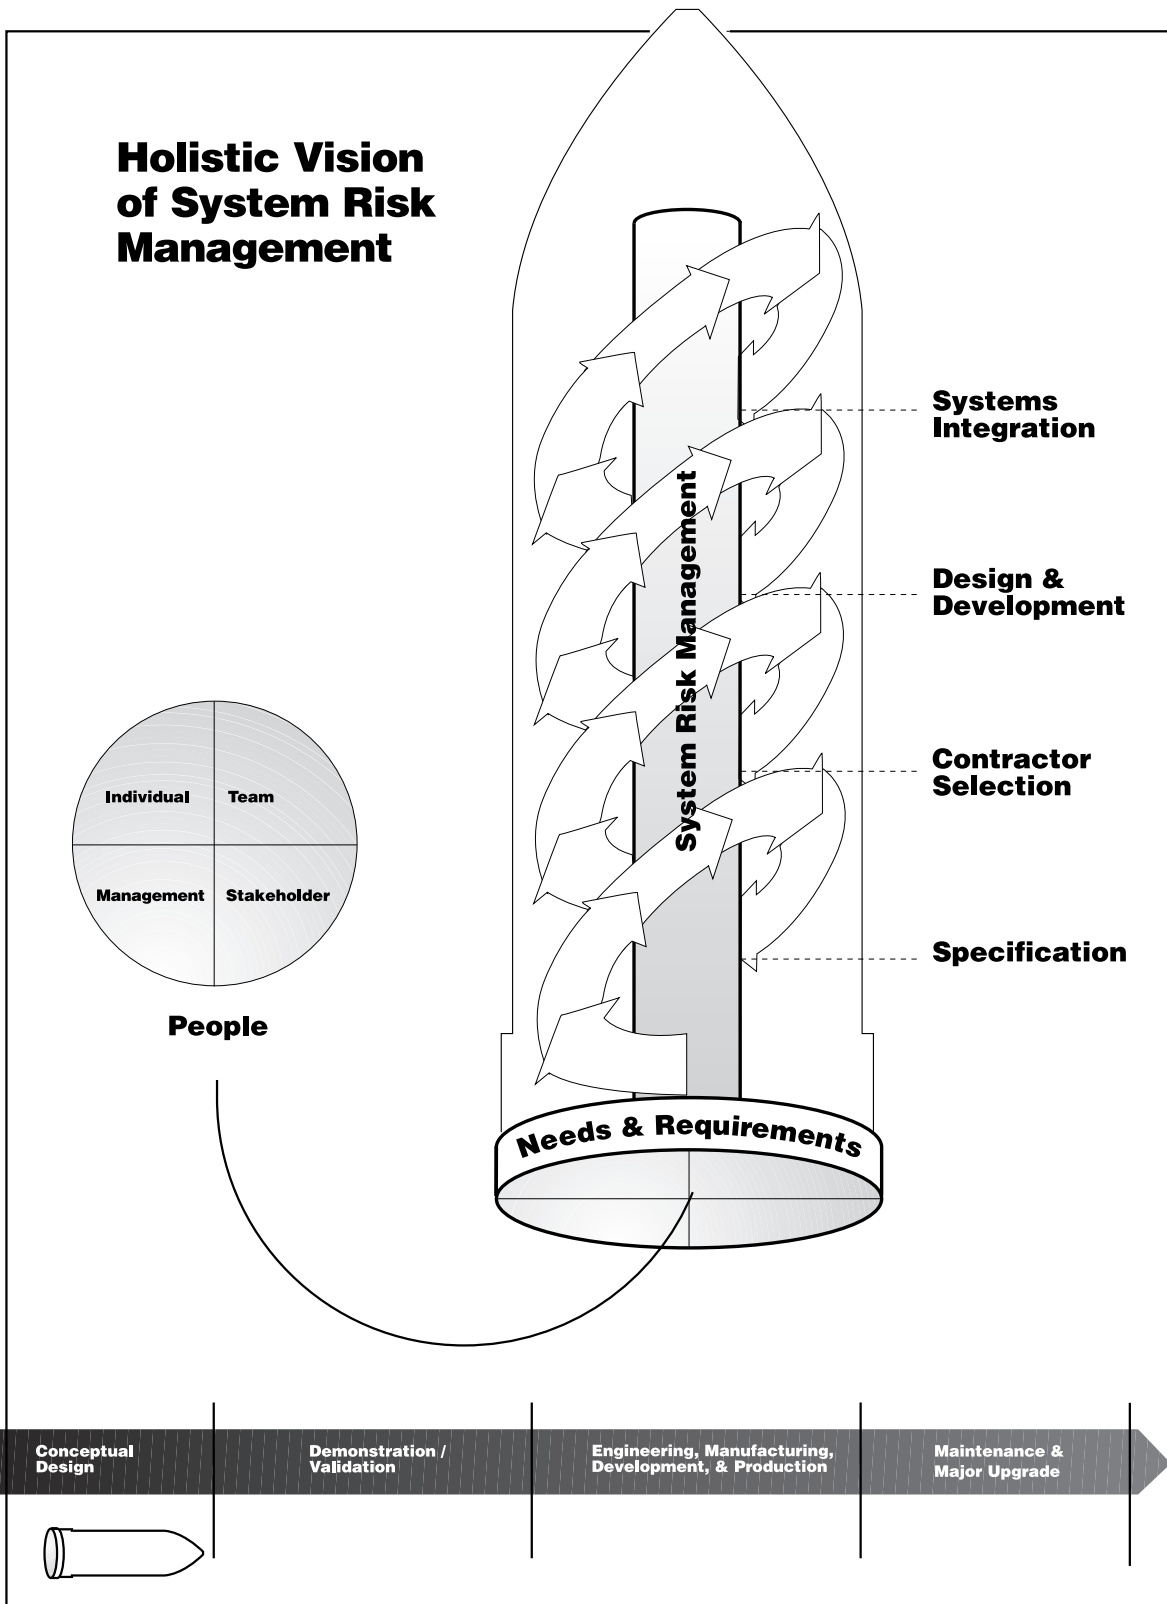 Holistic Vision
of System Risk
Management
System Risk Management
Systems
Integration
Design &
Development
Contractor
Selection
Specification
Individual
Team
Management
Stakeholder
People
Needs & Requirements
Conceptual
Design
Demonstration /
Validation
Engineering, Manufacturing,
Development, & Production
Maintenance &
Major Upgrade